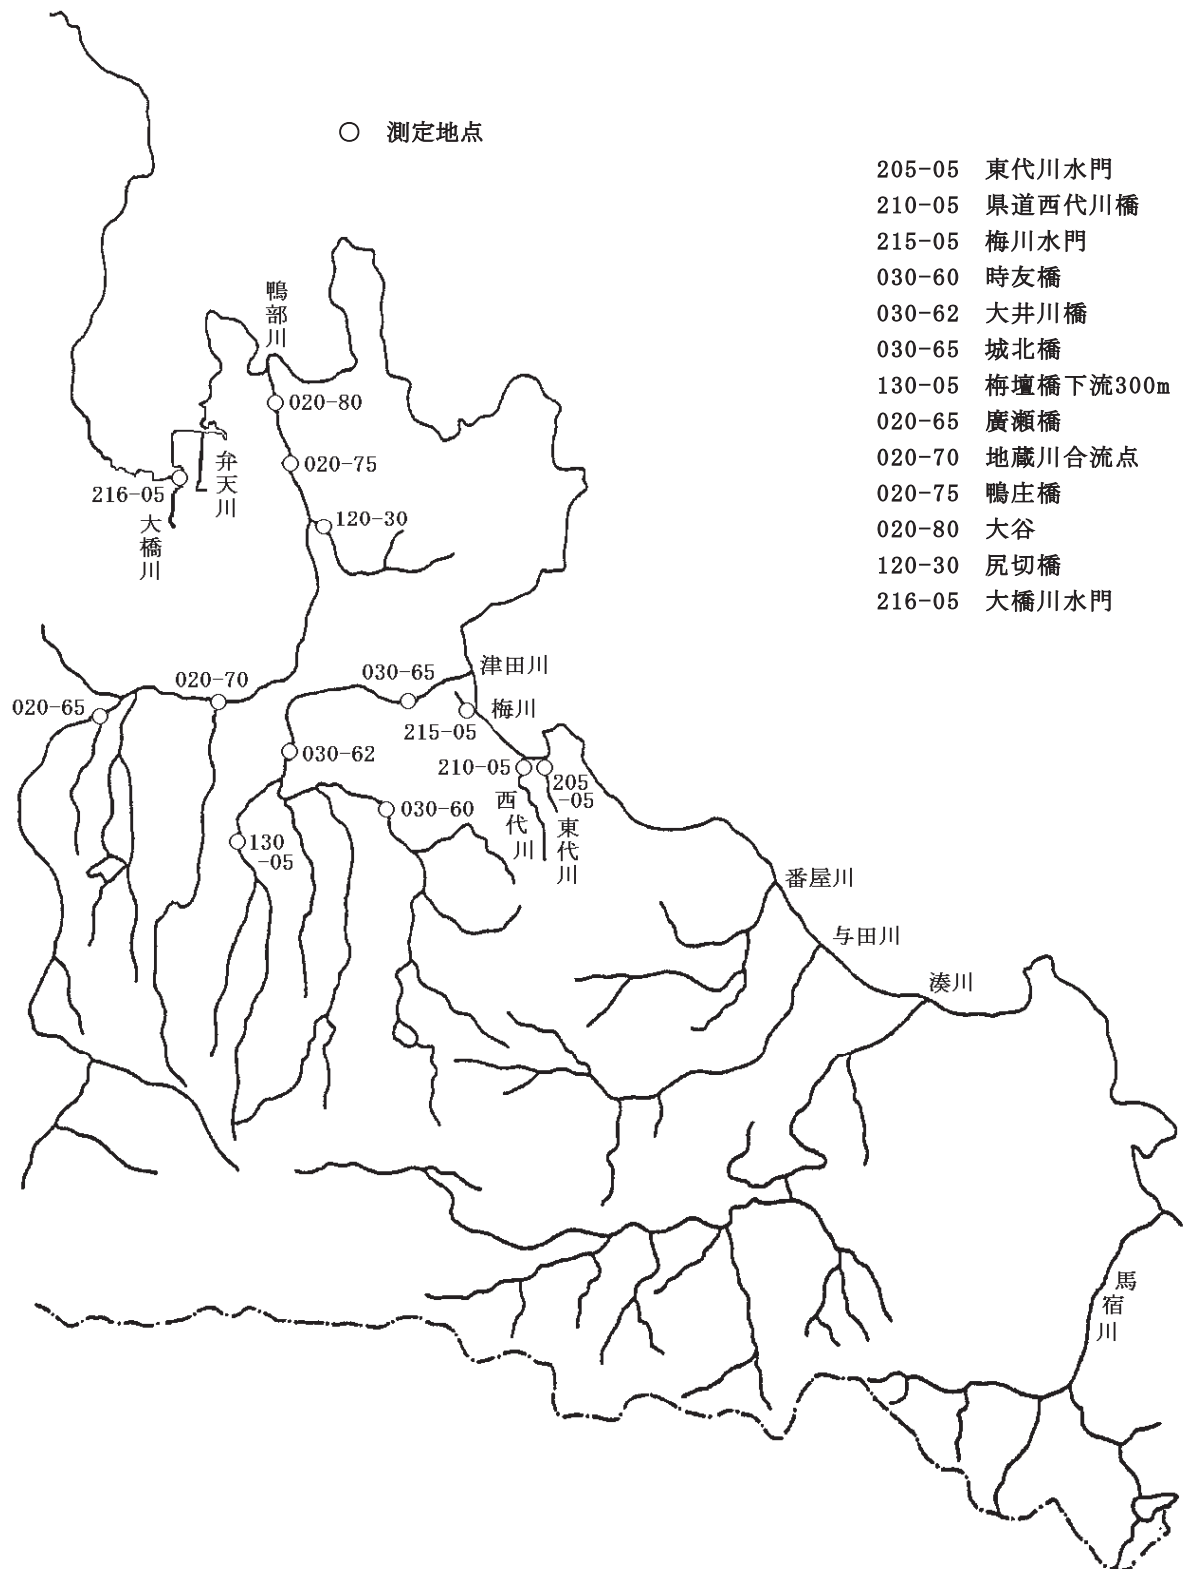 ○ 測定地点
205-05 東代川水門
210-05 県道西代川橋
215-05 梅川水門
030-60 時友橋
030-62 大井川橋
030-65 城北橋
130-05 栴壇橋下流300m
020-65 廣瀬橋
020-70 地蔵川合流点
020-75 鴨庄橋
020-80 大谷
120-30 尻切橋
216-05 大橋川水門
鴨部川
020-80
020-75
弁天川
216-05
大橋川
120-30
津田川
030-65
020-70
020-65
梅川
215-05
030-62
210-05
205
-05
西代川
東代川
030-60
130
-05
番屋川
与田川
湊川
馬宿川